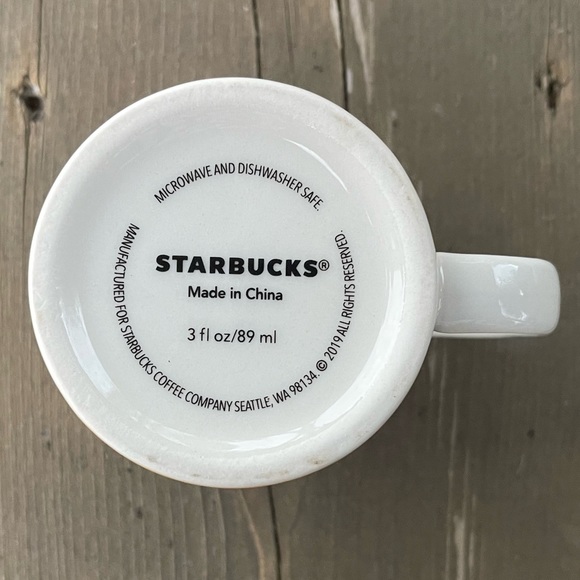 MICROWAVE AND DISHWASHER SAFE.
STARBUCKS®
Made in China
3 fl oz/89 ml
MANUFACTURED FOR STARBUCKS COFFEE COMPANY SEATTLE, WA 98134. © 2019 ALL RIGHTS RESERVED.